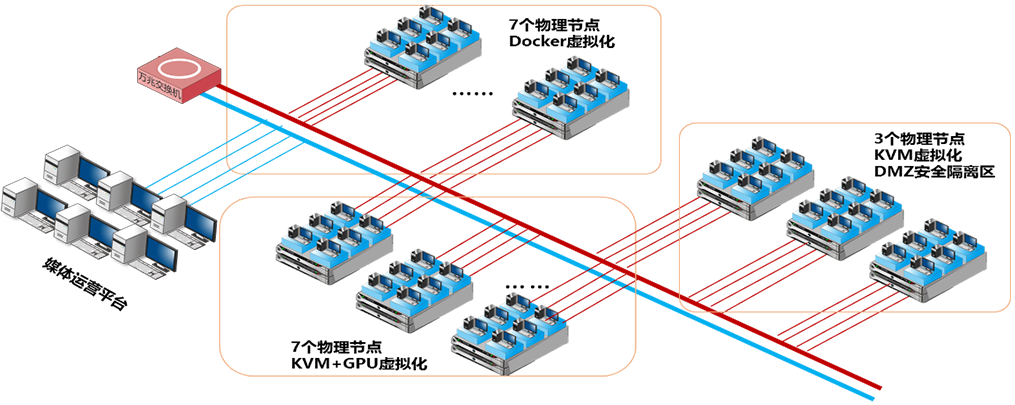 7个物理节点
Docker虚拟化
万兆交换机
……
3个物理节点
KVM虚拟化
DMZ安全隔离区
媒体运营平台
……
7个物理节点
KVM+GPU虚拟化